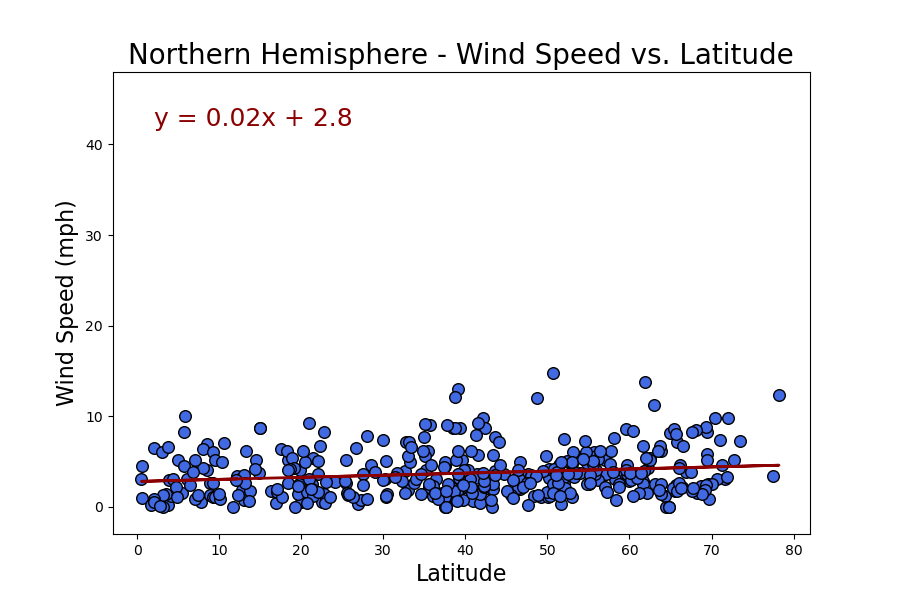 Northern Hemisphere - Wind Speed vs. Latitude
y = 0.02x + 2.8
Wind Speed (mph)
40
30
20
10
0
0 10 20 30 40 50 60 70 80
Latitude